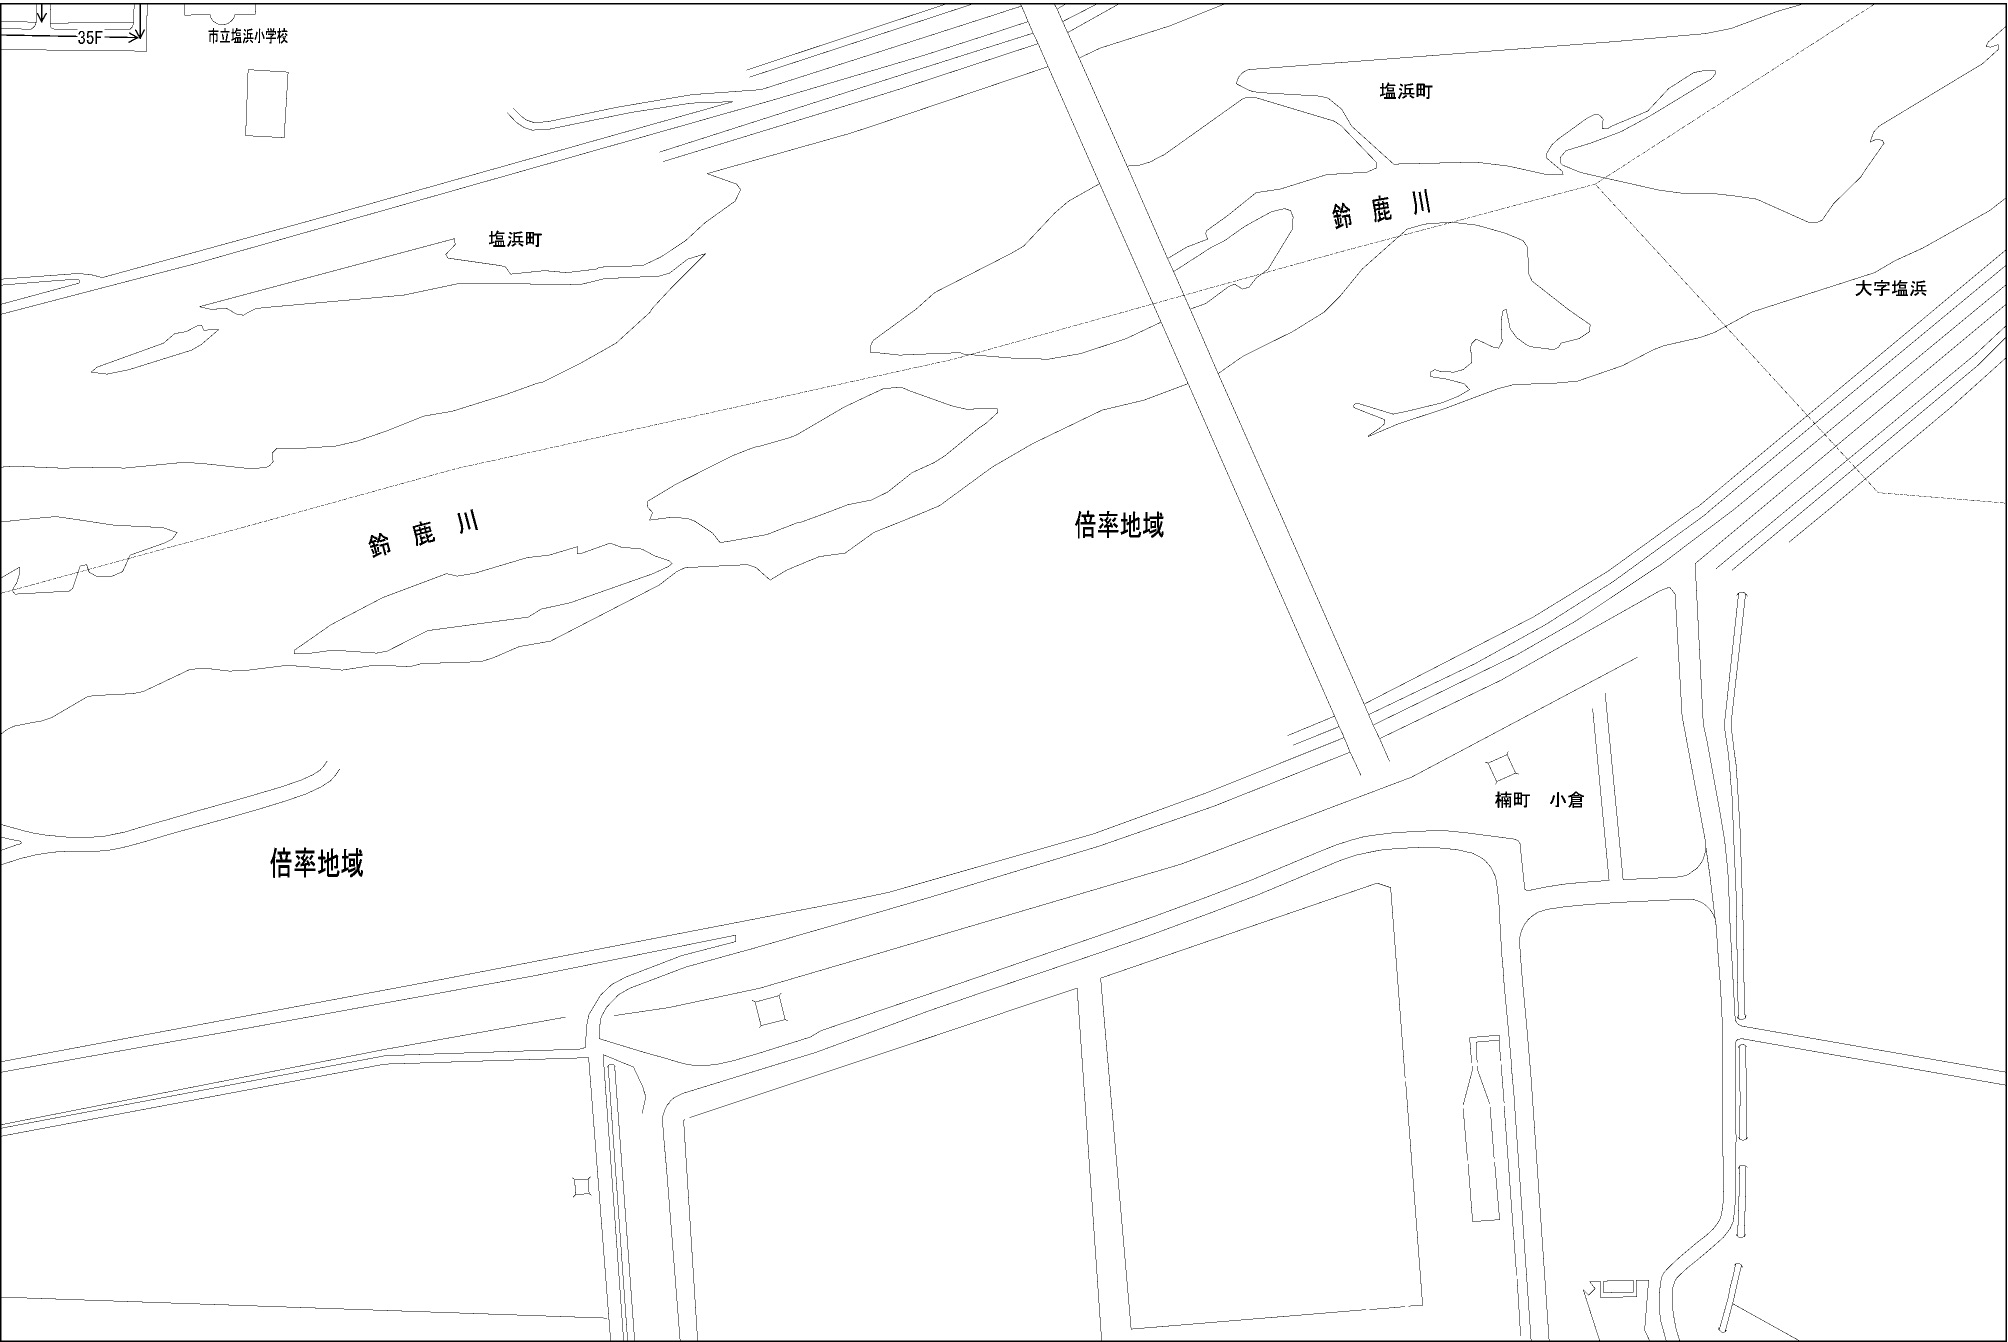 35F
市立塩浜小学校
塩浜町
鈴鹿川
塩浜町
大字塩浜
鈴鹿川
倍率地域
楠町　小倉
倍率地域